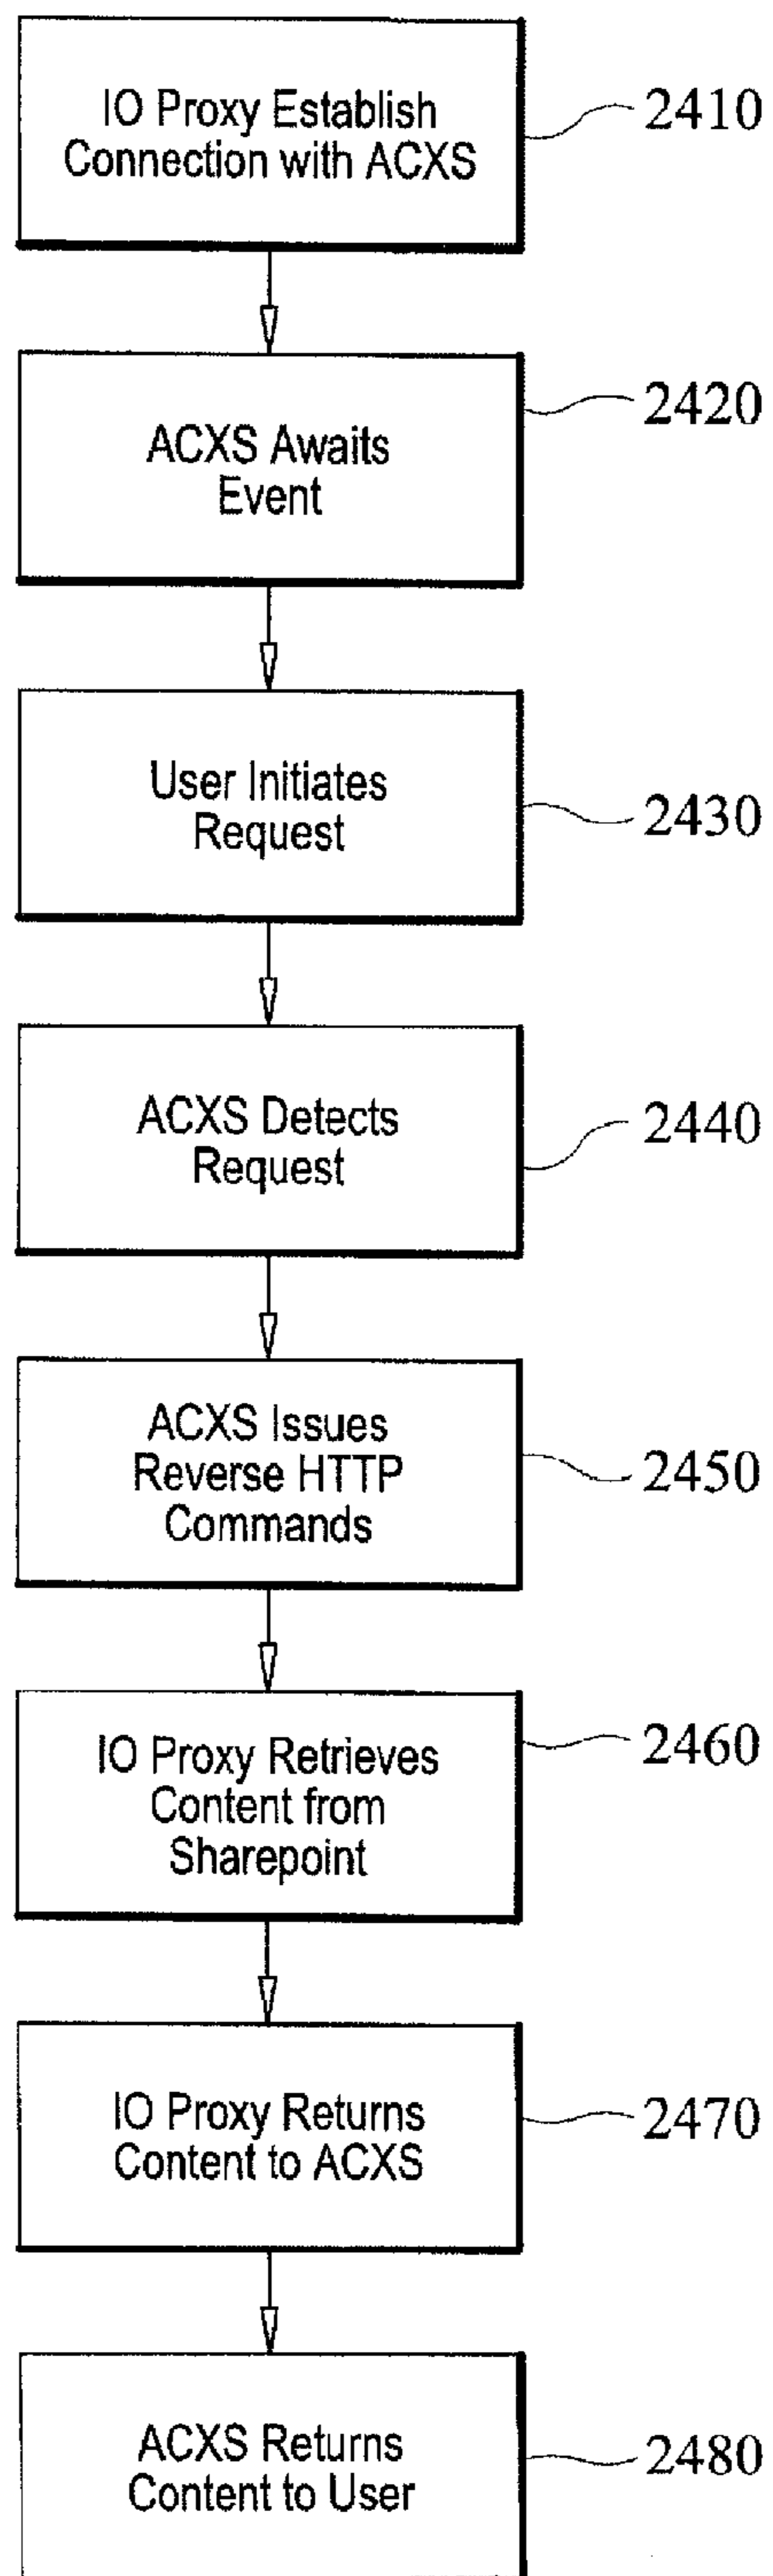 IO Proxy Establish
Connection with ACXS
2410
ACXS Awaits
Event
2420
User Initiates
Request
2430
ACXS Detects
Request
2440
ACXS Issues
Reverse HTTP
Commands
2450
IO Proxy Retrieves
Content from
Sharepoint
2460
IO Proxy Returns
Content to ACXS
2470
ACXS Returns
Content to User
2480